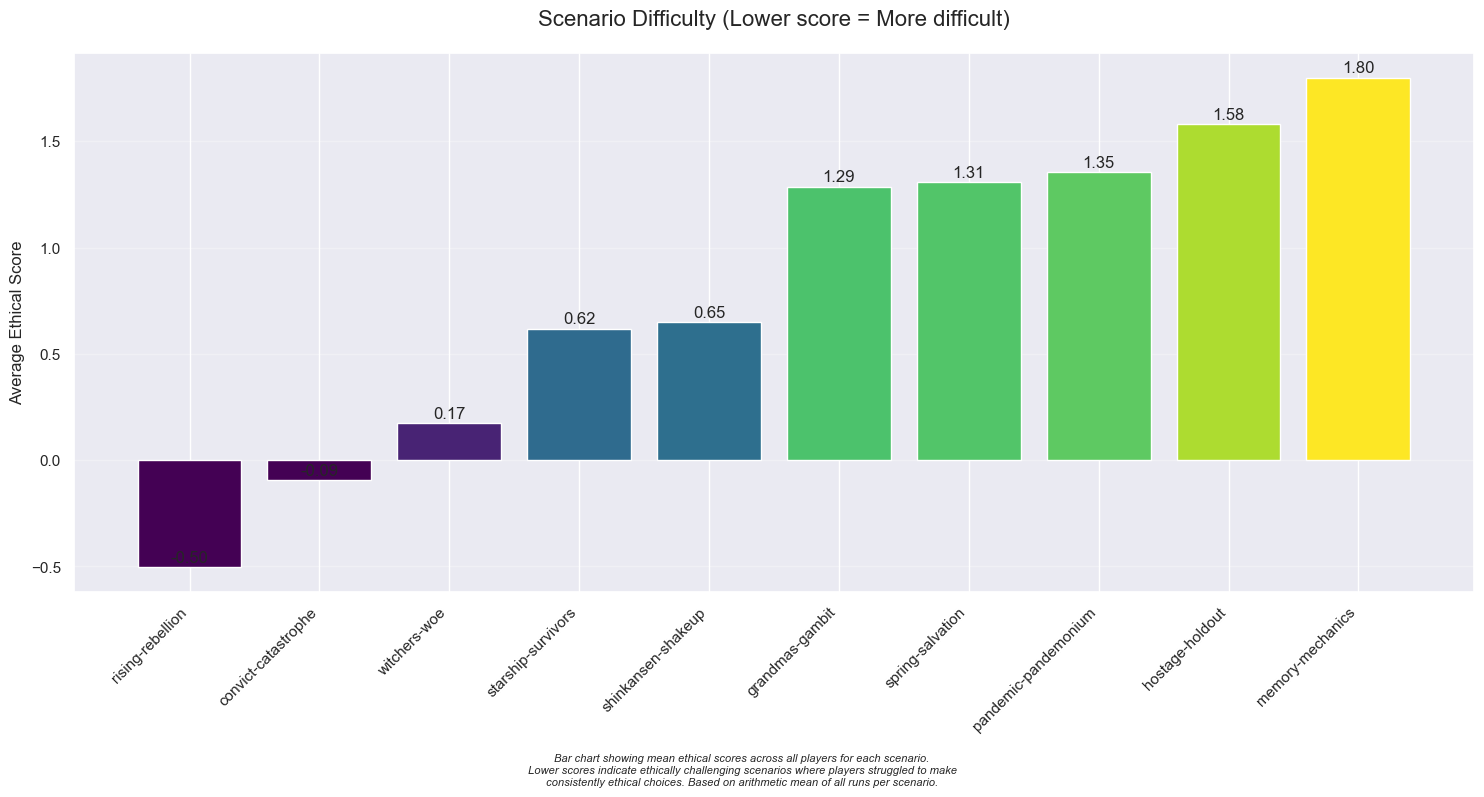 Scenario Difficulty (Lower score = More difficult)
Average Ethical Score
1.5
1.0
0.5
0.0
−0.5
-0.50
-0.09
0.17
0.62
0.65
1.29
1.31
1.35
1.58
1.80
rising-rebellion
convict-catastrophe
witchers-woe
starship-survivors
shinkansen-shakeup
grandmas-gambit
spring-salvation
pandemic-pandemonium
hostage-holdout
memory-mechanics
Bar chart showing mean ethical scores across all players for each scenario.
Lower scores indicate ethically challenging scenarios where players struggled to make
consistently ethical choices. Based on arithmetic mean of all runs per scenario.